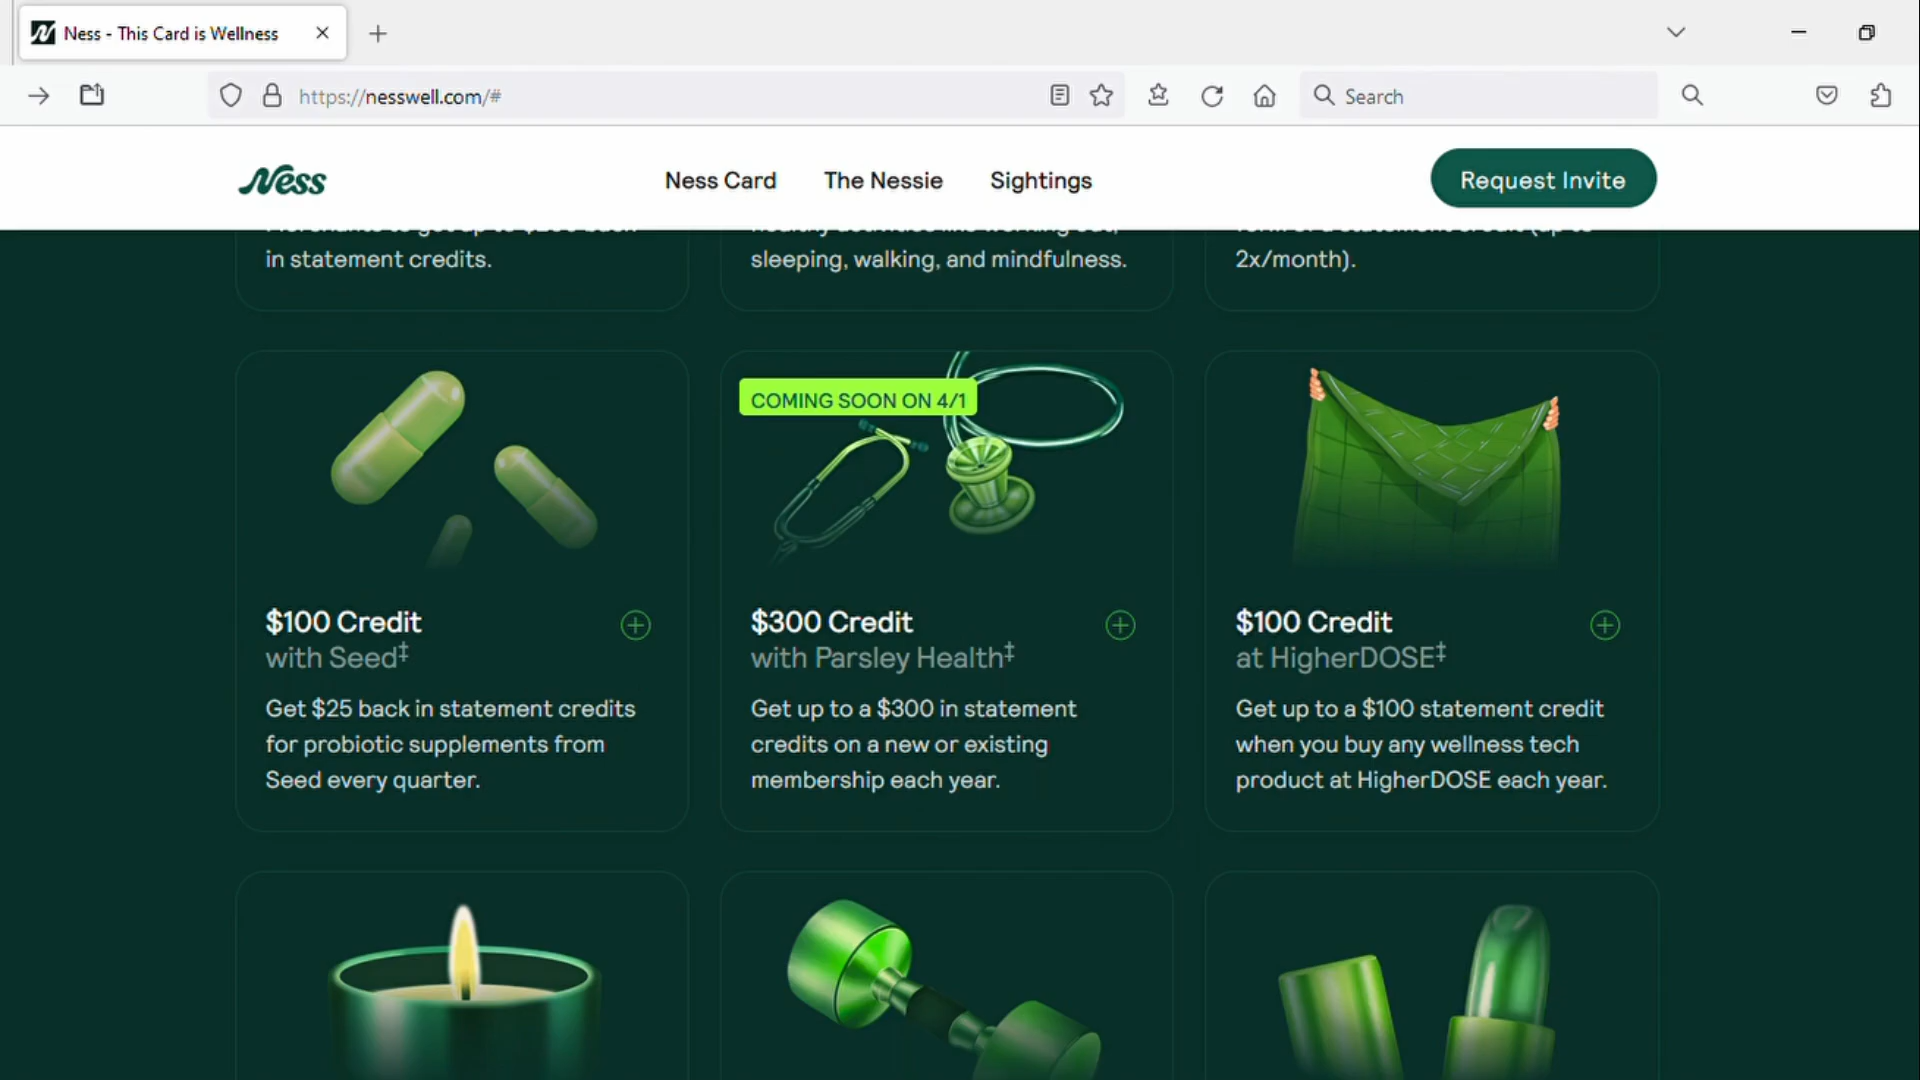 Ness - This Card is Wellness
https://nesswell.com/#
Search
Ness
Ness Card
The Nessie
Sightings
Request Invite
in statement credits.
sleeping, walking, and mindfulness.
2x/month).
COMING SOON ON 4/1
$100 Credit
with Seed‡
Get $25 back in statement credits
for probiotic supplements from
Seed every quarter.
$300 Credit
with Parsley Health‡
Get up to a $300 in statement
credits on a new or existing
membership each year.
$100 Credit
at HigherDOSE‡
Get up to a $100 statement credit
when you buy any wellness tech
product at HigherDOSE each year.